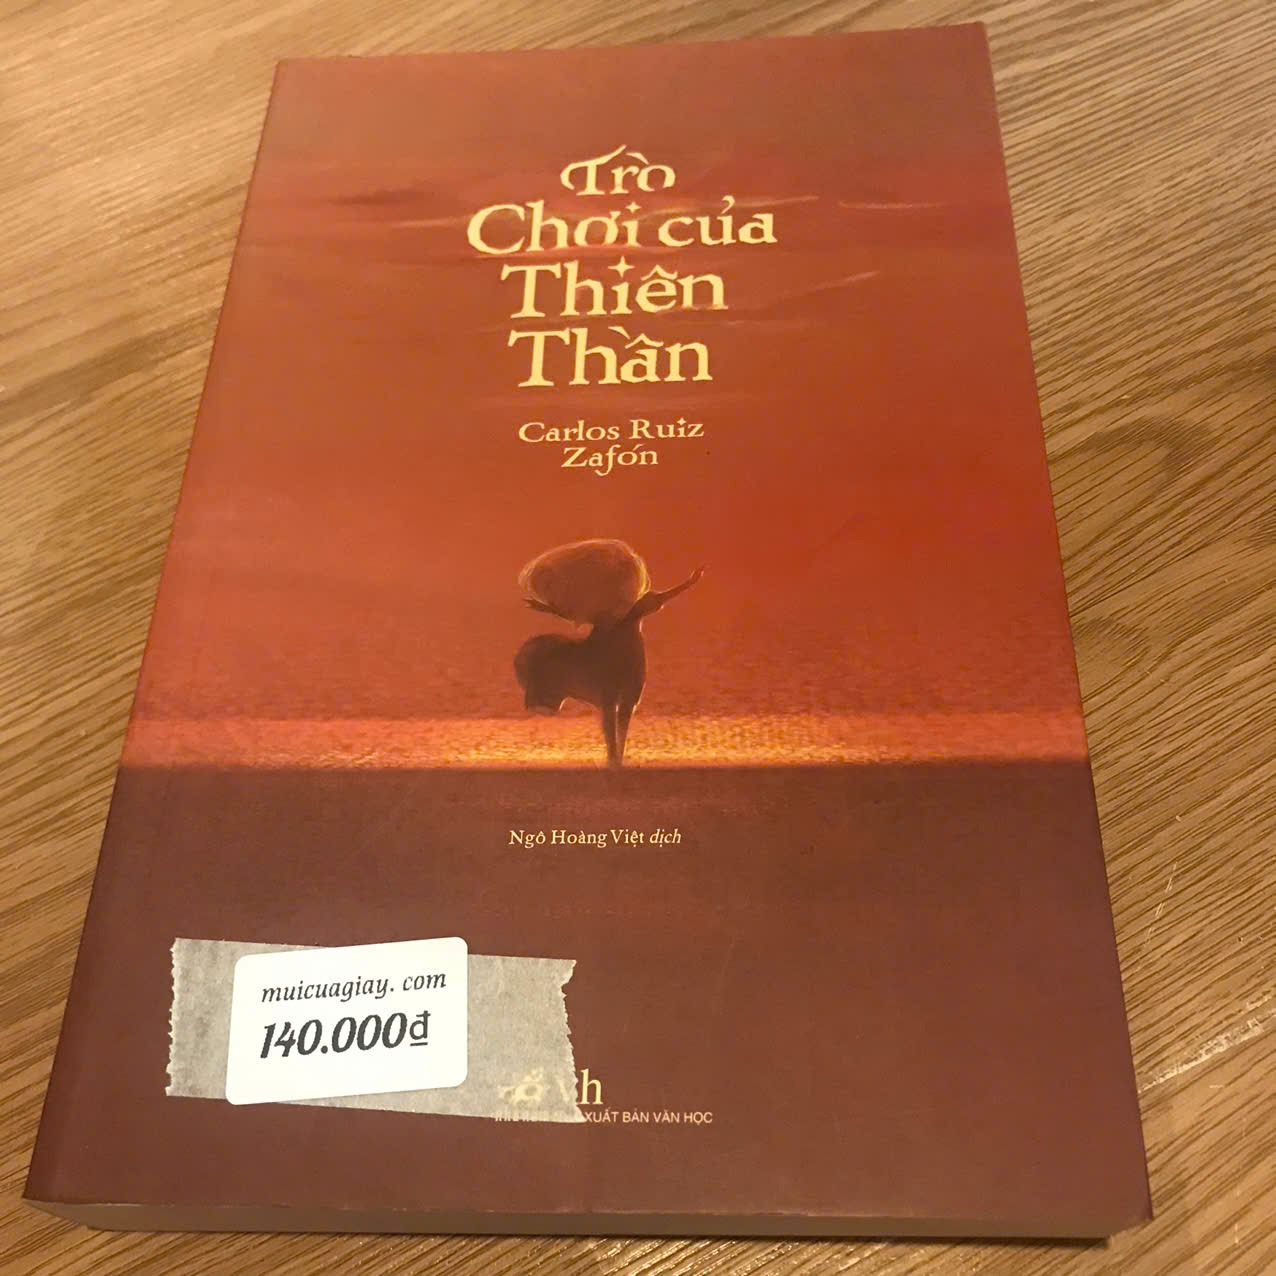 Trò
Chơi của
Thiên
Thần
Carlos Ruiz
Zafón
Ngô Hoàng Việt dịch
muicuagiay. com
140.000₫
XUẤT BẢN VĂN HỌC